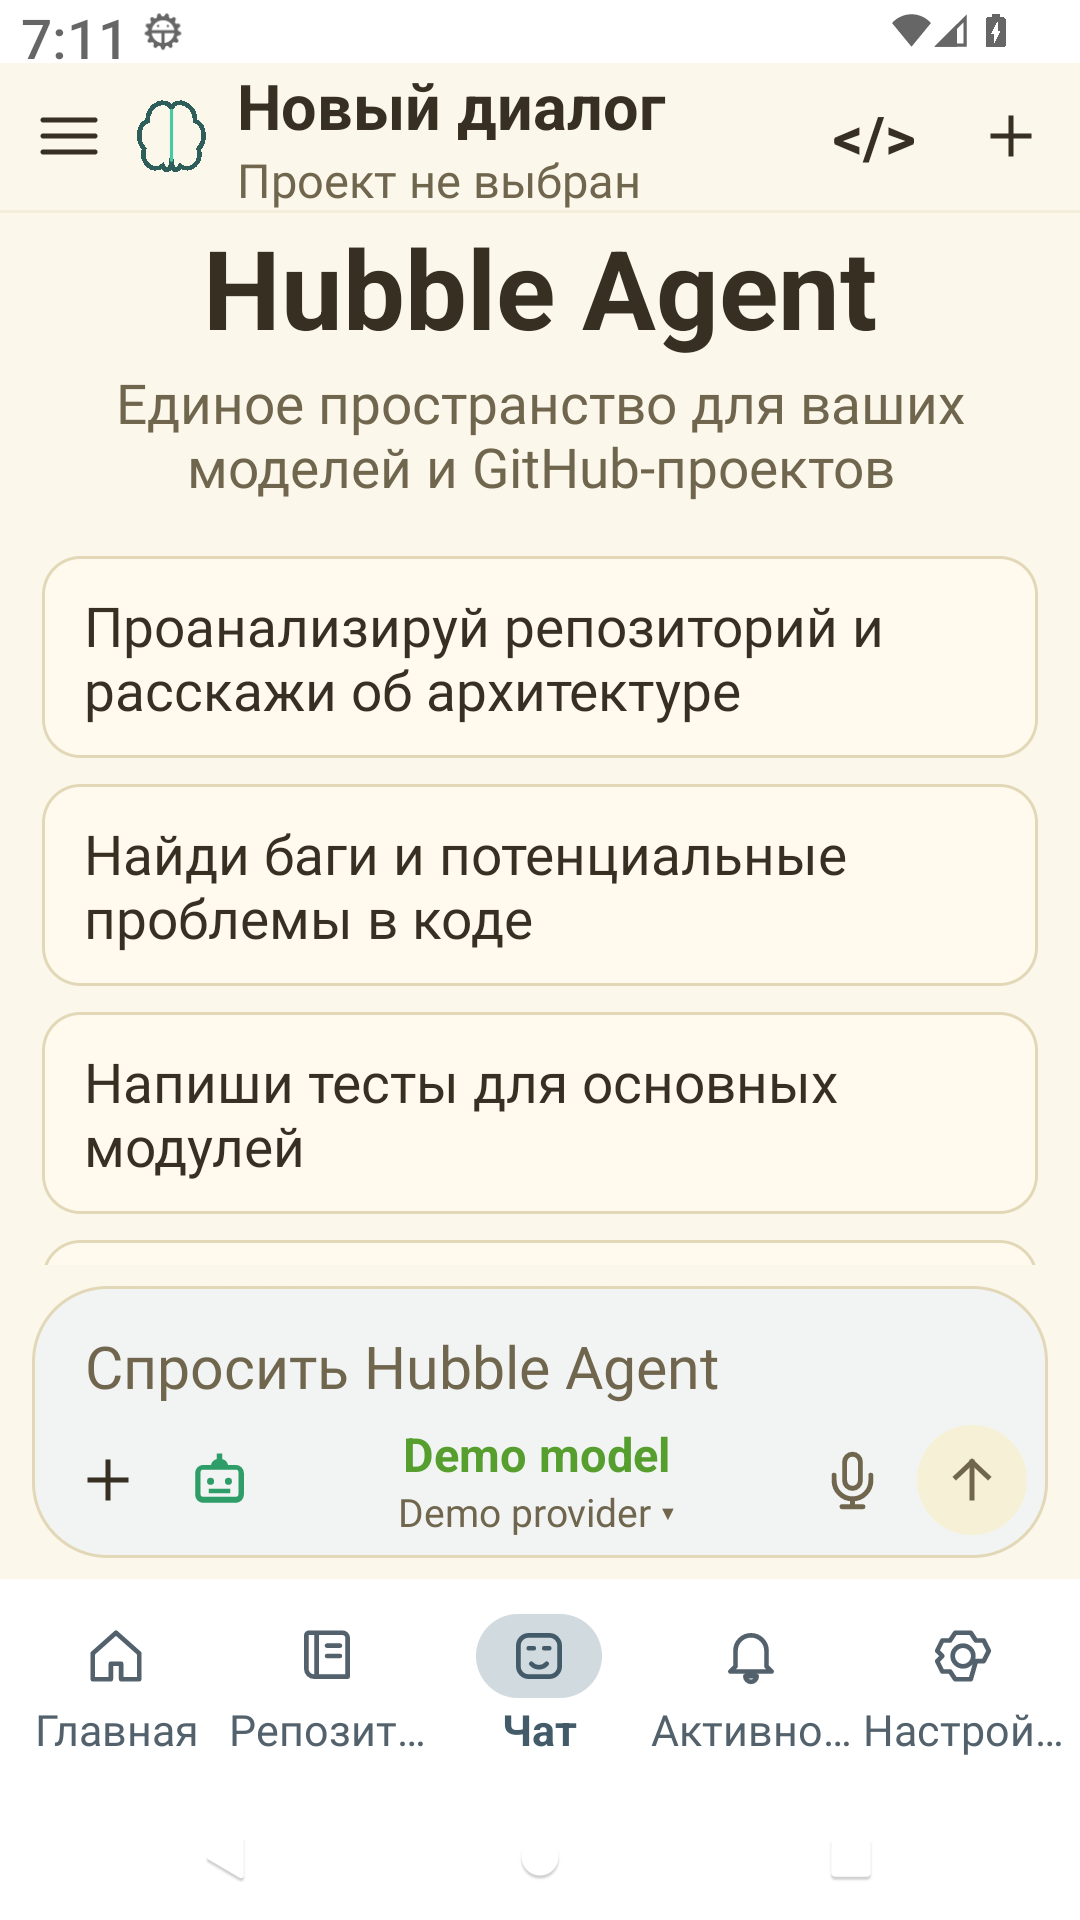 7:11
Новый диалог
Проект не выбран
</>
Hubble Agent
Единое пространство для ваших
моделей и GitHub-проектов
Проанализируй репозиторий и
расскажи об архитектуре
Найди баги и потенциальные
проблемы в коде
Напиши тесты для основных
модулей
Спросить Hubble Agent
Demo model
Demo provider ▾
Главная
Репозит…
Чат
Активно…
Настрой…